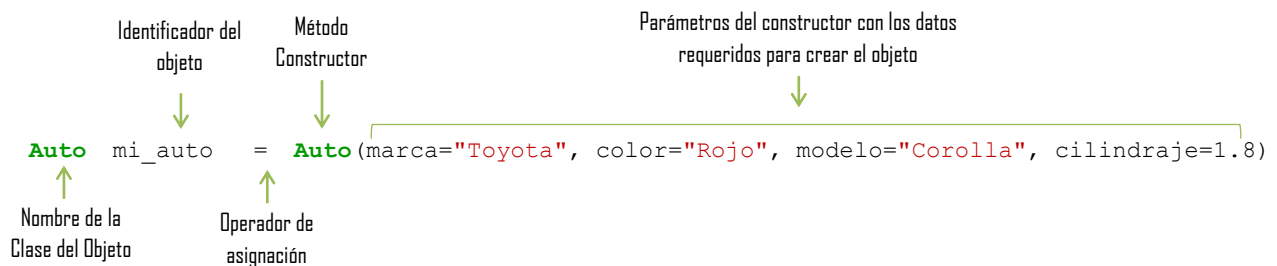 Identificador del
objeto
Método
Constructor
Parámetros del constructor con los datos
requeridos para crear el objeto
Auto mi_auto = Auto(marca="Toyota", color="Rojo", modelo="Corolla", cilindraje=1.8)
Nombre de la
Clase del Objeto
Operador de
asignación